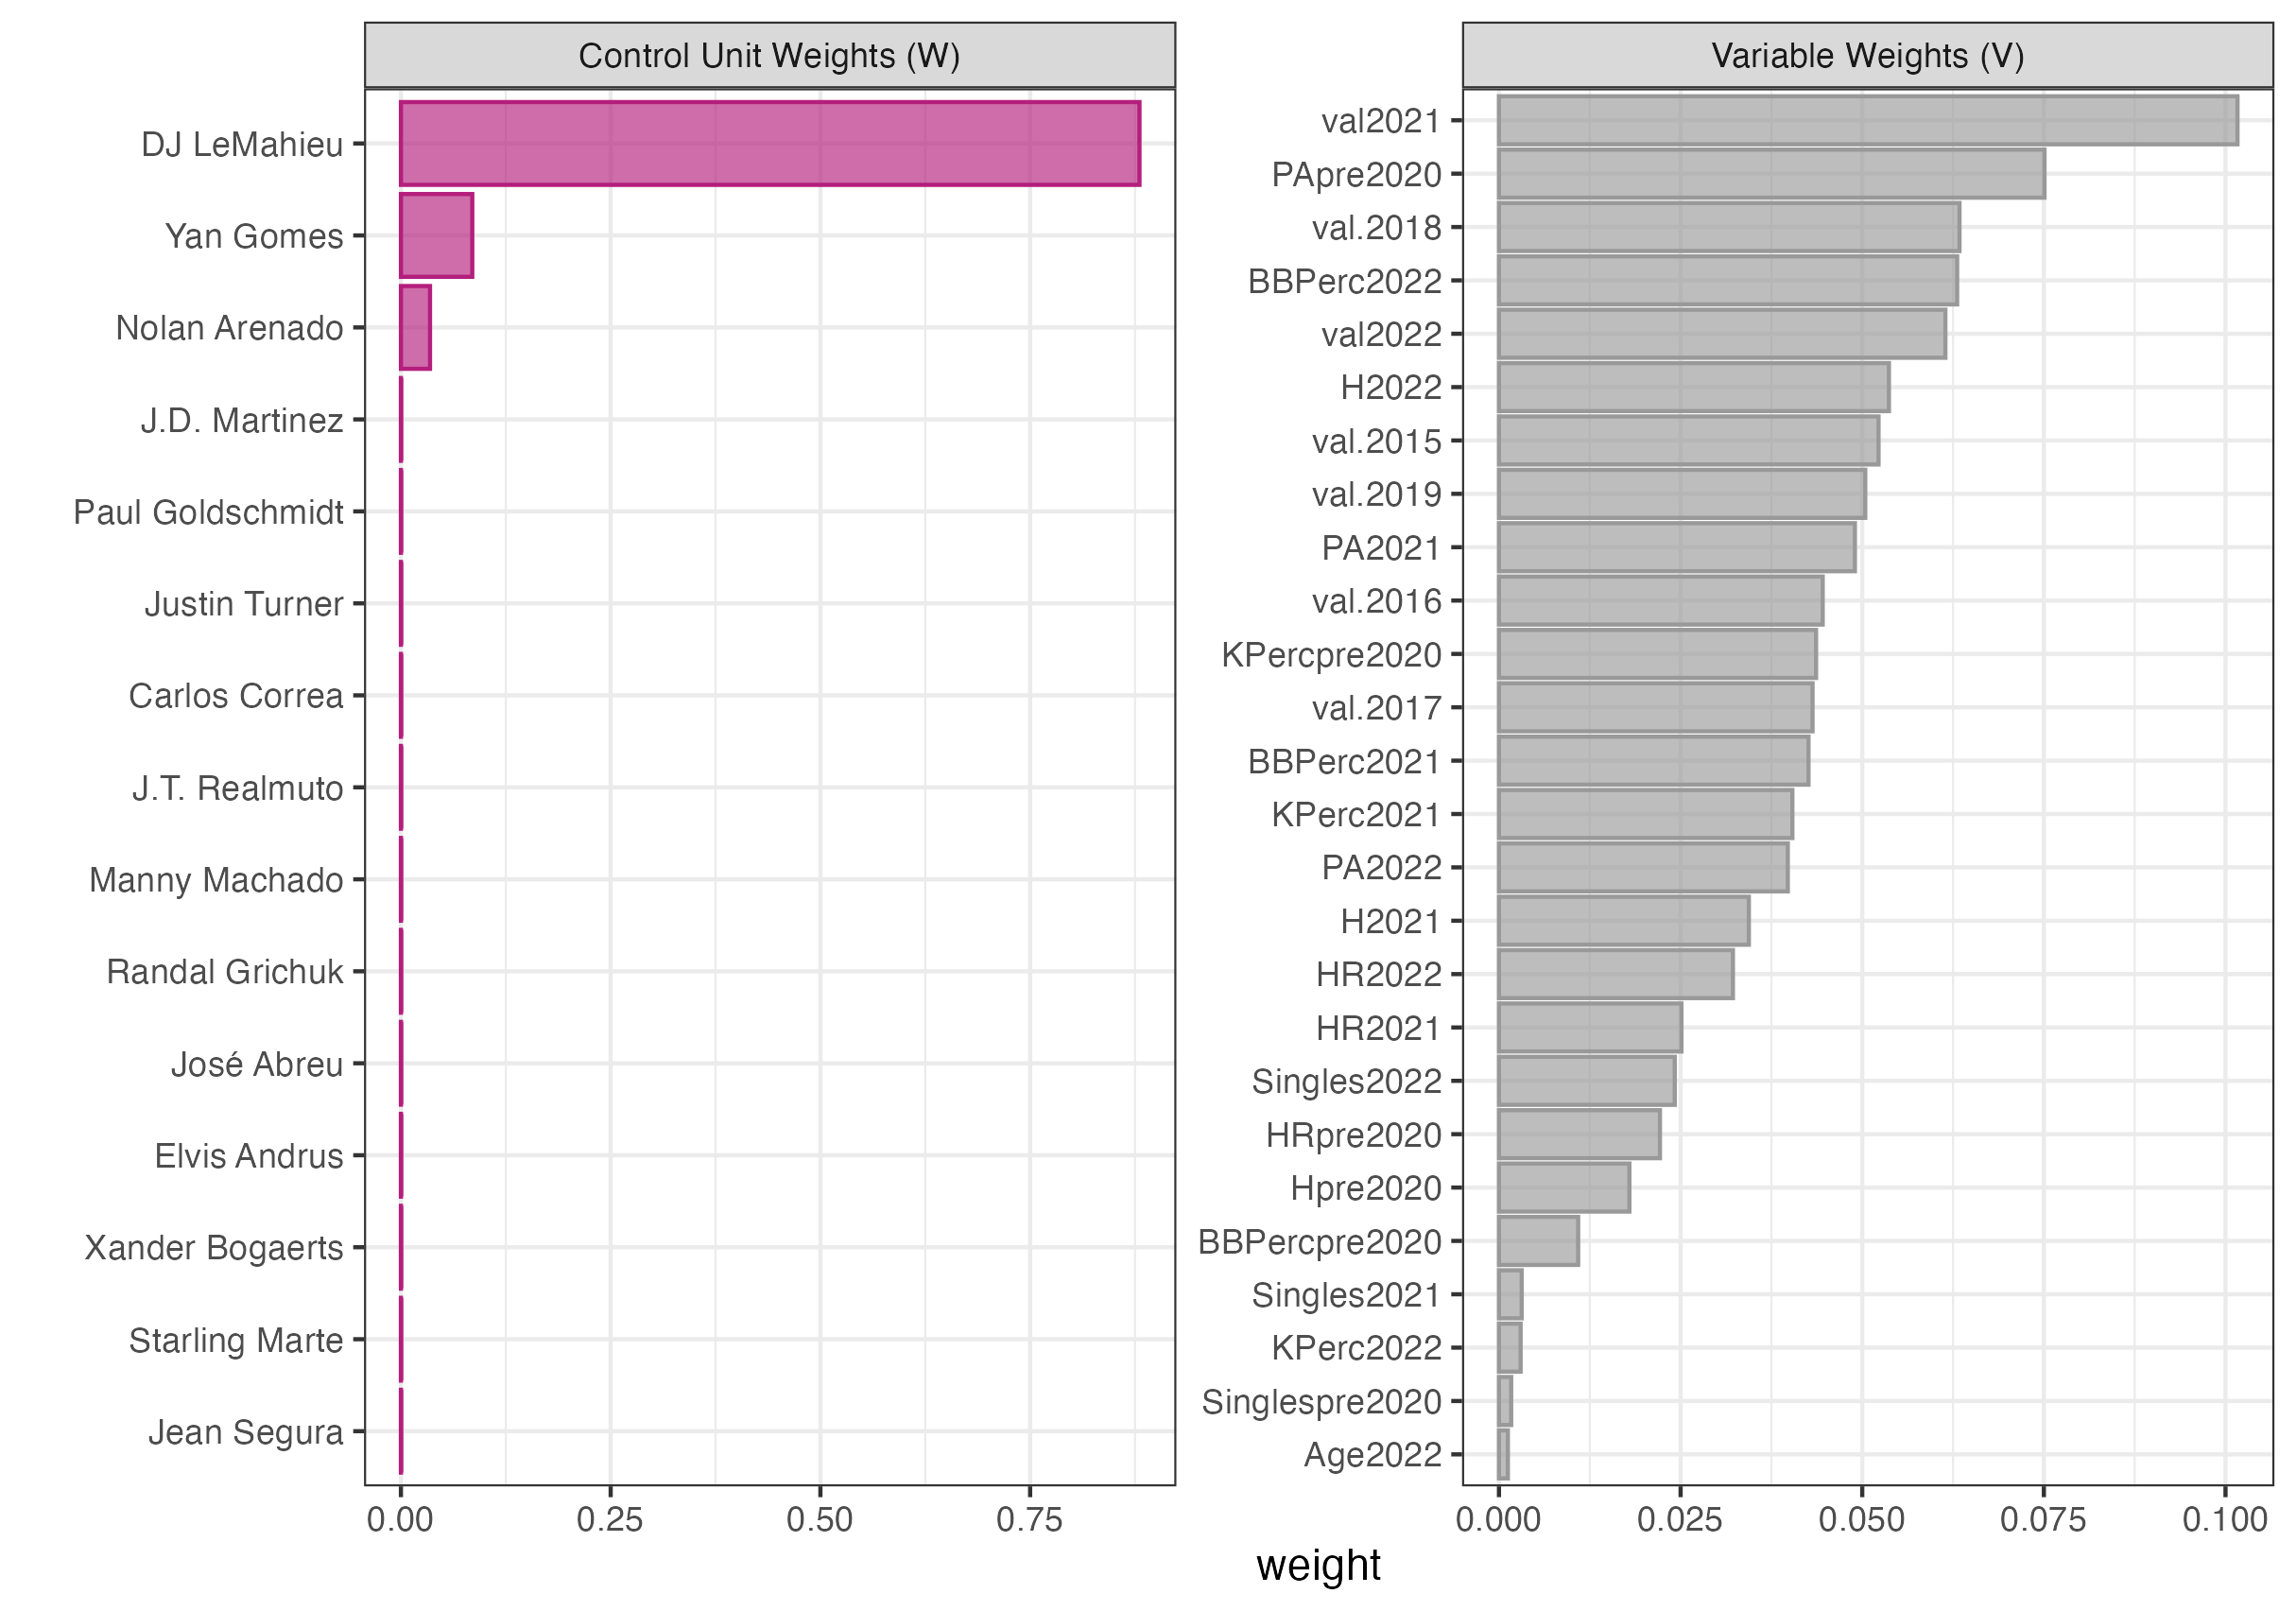 Control Unit Weights (W)
DJ LeMahieu
Yan Gomes
Nolan Arenado
J.D. Martinez
Paul Goldschmidt
Justin Turner
Carlos Correa
J.T. Realmuto
Manny Machado
Randal Grichuk
José Abreu
Elvis Andrus
Xander Bogaerts
Starling Marte
Jean Segura
0.00 0.25 0.50 0.75
Variable Weights (V)
val2021
PApre2020
val.2018
BBPerc2022
val2022
H2022
val.2015
val.2019
PA2021
val.2016
KPercpre2020
val.2017
BBPerc2021
KPerc2021
PA2022
H2021
HR2022
HR2021
Singles2022
HRpre2020
Hpre2020
BBPercpre2020
Singles2021
KPerc2022
Singlespre2020
Age2022
0.000 0.025 0.050 0.075 0.100
weight